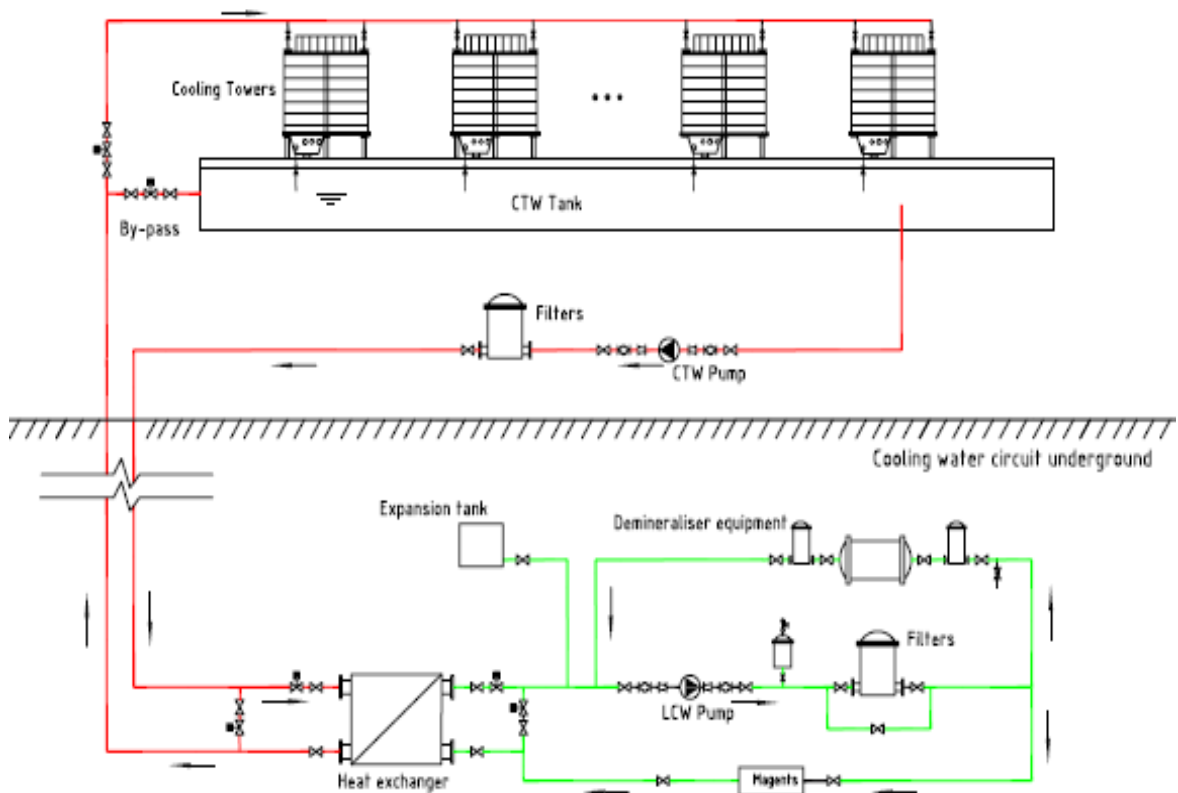 Cooling Towers
CTW Tank
By-pass
Filters
CTW Pump
Cooling water circuit underground
Expansion tank
Demineraliser equipment
Filters
LCW Pump
Heat exchanger
Magents